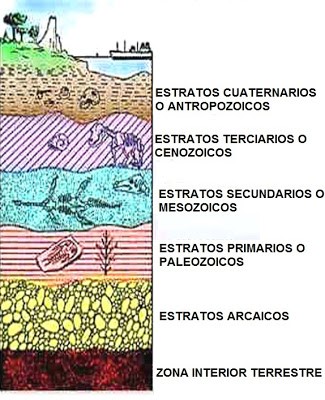 ESTRATOS CUATERNARIOS
O ANTROPOZOICOS
ESTRATOS TERCIARIOS O
CENOZOICOS
ESTRATOS SECUNDARIOS O
MESOZOICOS
ESTRATOS PRIMARIOS O
PALEOZOICOS
ESTRATOS ARCAICOS
ZONA INTERIOR TERRESTRE